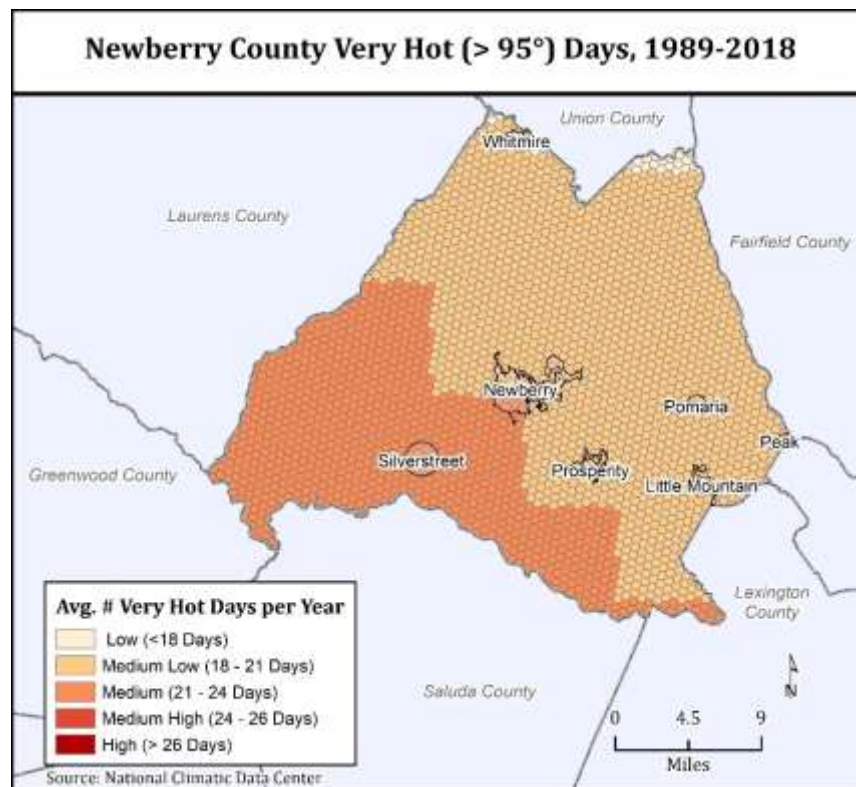 Newberry County Very Hot (> 95°) Days, 1989-2018
Union County
Whitmire
Laurens County
Fairfield County
Newberry
Pomaria
Peak
Silverstreet
Prosperity
Greenwood County
Little Mountain
Lexington
County
Avg. # Very Hot Days per Year
Low (<18 Days)
Medium Low (18 - 21 Days)
Medium (21 - 24 Days)
Medium High (24 - 26 Days)
High (> 26 Days)
Saluda County
N
0 4.5 9
Miles
Source: National Climatic Data Center